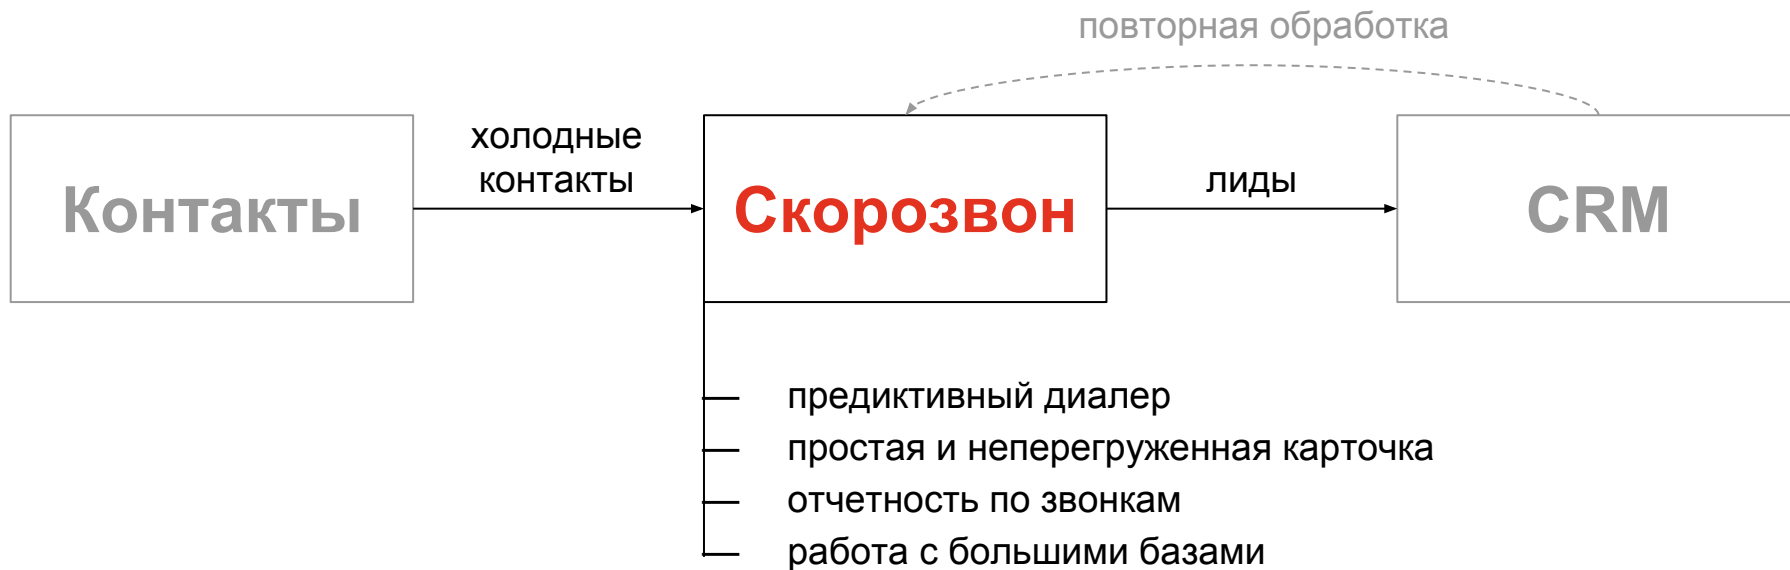 повторная обработка
холодные
контакты
лиды
Контакты
Скорозвон
CRM
предиктивный диалер
простая и неперегруженная карточка
отчетность по звонкам
работа с большими базами